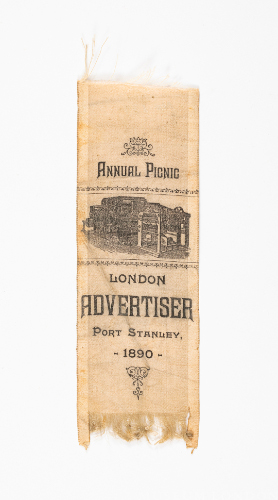 Annual Picnic
London
Advertiser
Port Stanley,
- 1890 -